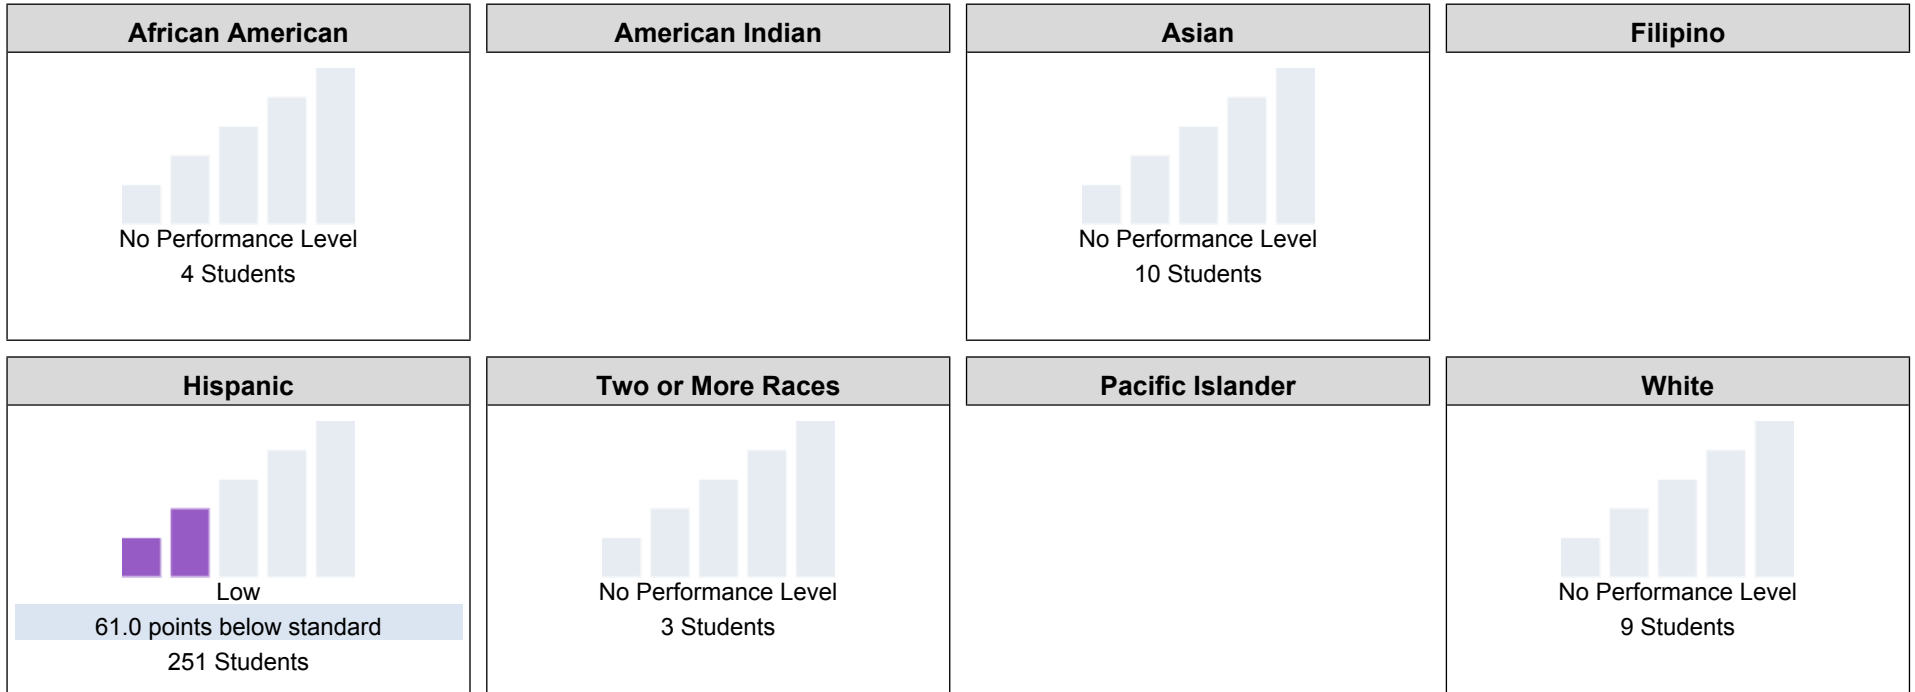 African American
No Performance Level
4 Students
American Indian
Asian
No Performance Level
10 Students
Filipino
Hispanic
Low
61.0 points below standard
251 Students
Two or More Races
No Performance Level
3 Students
Pacific Islander
White
No Performance Level
9 Students